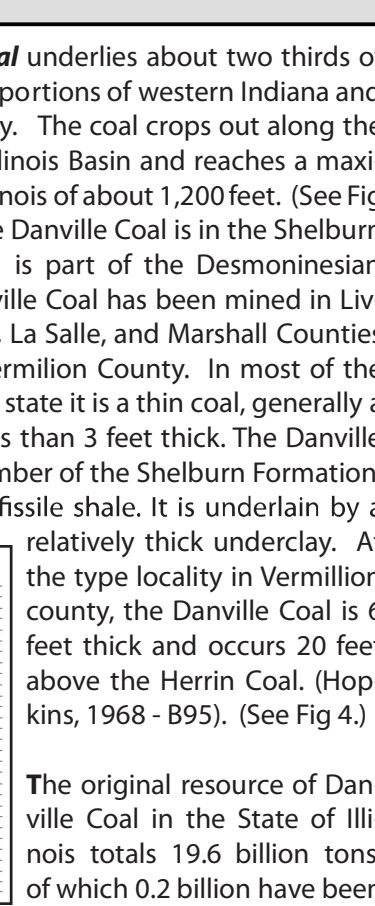 al underlies about two thirds of
portions of western Indiana and
y. The coal crops out along the
linois Basin and reaches a maxi
nois of about 1,200 feet. (See Fig
e Danville Coal is in the Shelburn
is part of the Desmoninesian
ville Coal has been mined in Liv
, La Salle, and Marshall Counties
ermilion County. In most of the
state it is a thin coal, generally a
s than 3 feet thick. The Danville
mber of the Shelburn Formation
fissile shale. It is underlain by a
relatively thick underclay. At
the type locality in Vermillion
county, the Danville Coal is 6
feet thick and occurs 20 feet
above the Herrin Coal. (Hop
kins, 1968 - B95). (See Fig 4.)
The original resource of Dan
ville Coal in the State of Illi
nois totals 19.6 billion tons
of which 0.2 billion have been